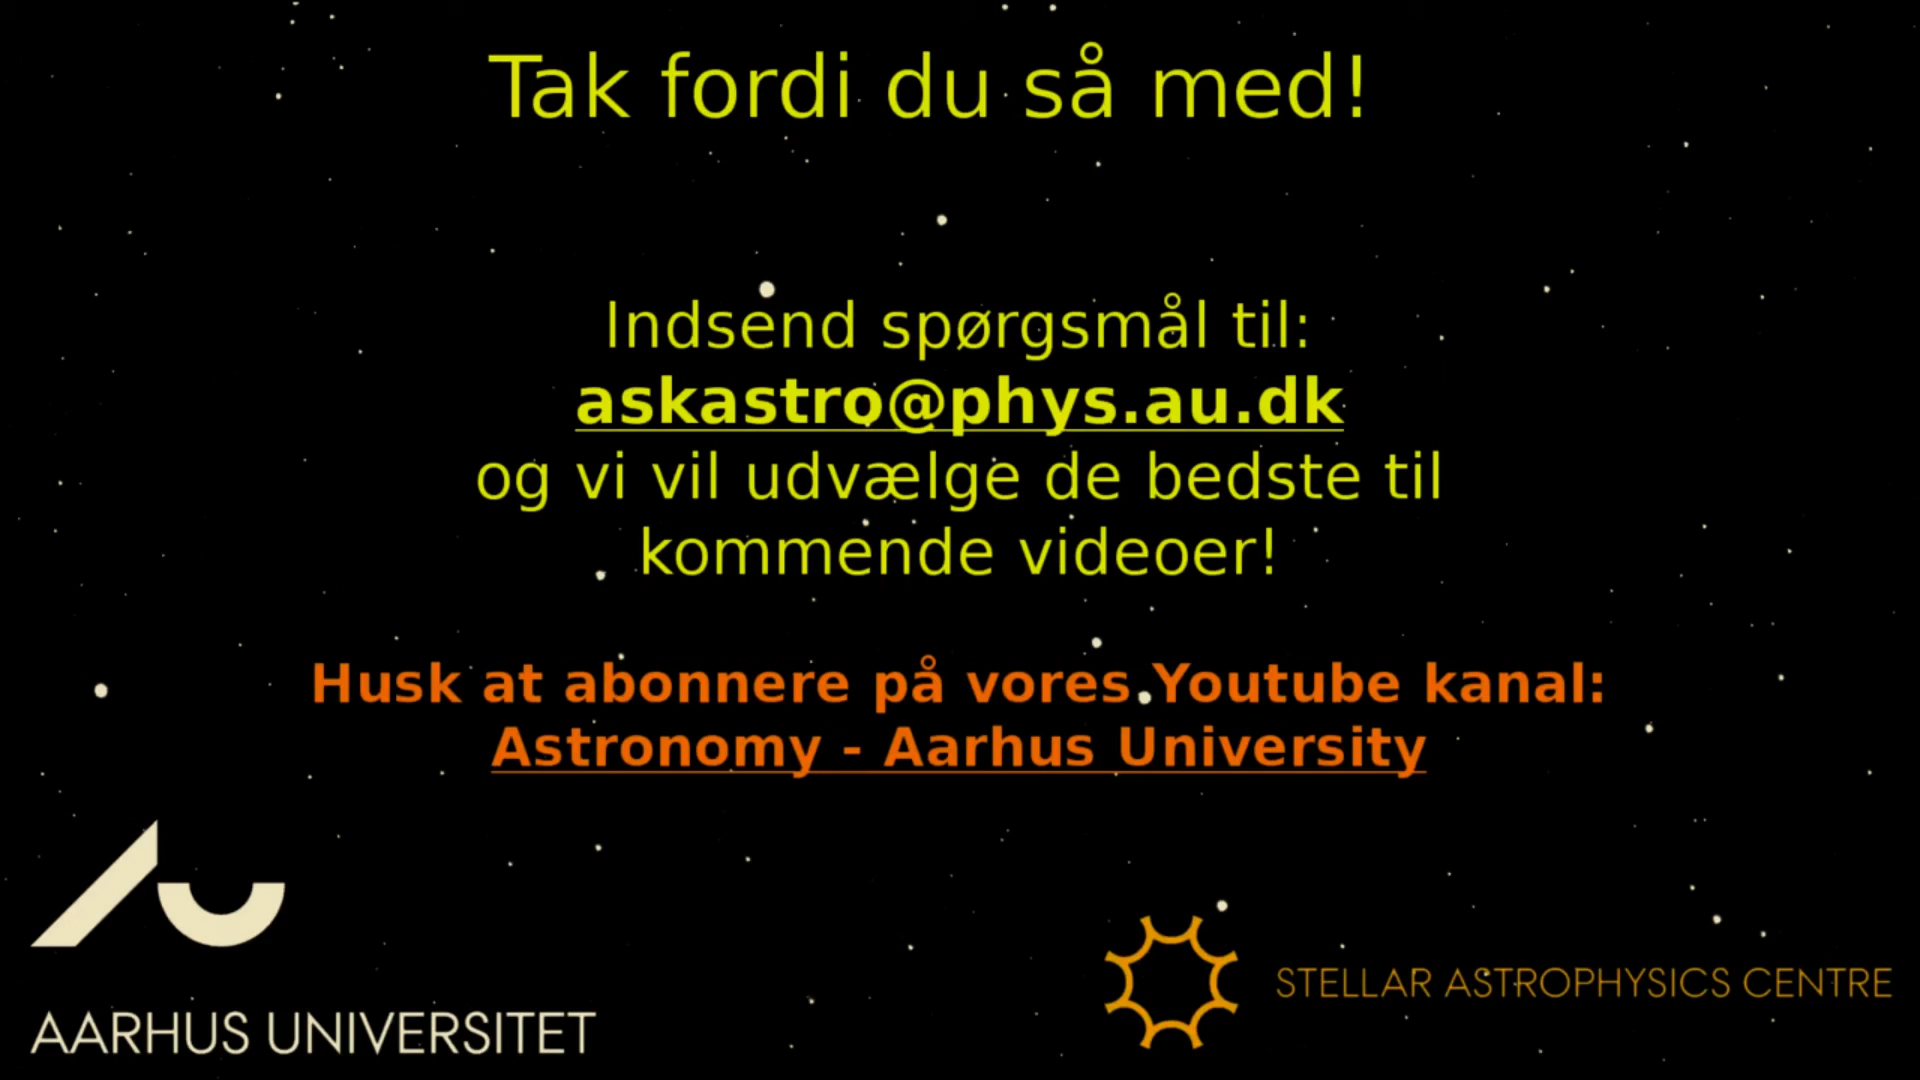 Tak fordi du så med!
Indsend spørgsmål til:
askastro@phys.au.dk
og vi vil udvælge de bedste til
kommende videoer!
Husk at abonnere på vores Youtube kanal:
Astronomy - Aarhus University
AARHUS UNIVERSITET
STELLAR ASTROPHYSICS CENTRE